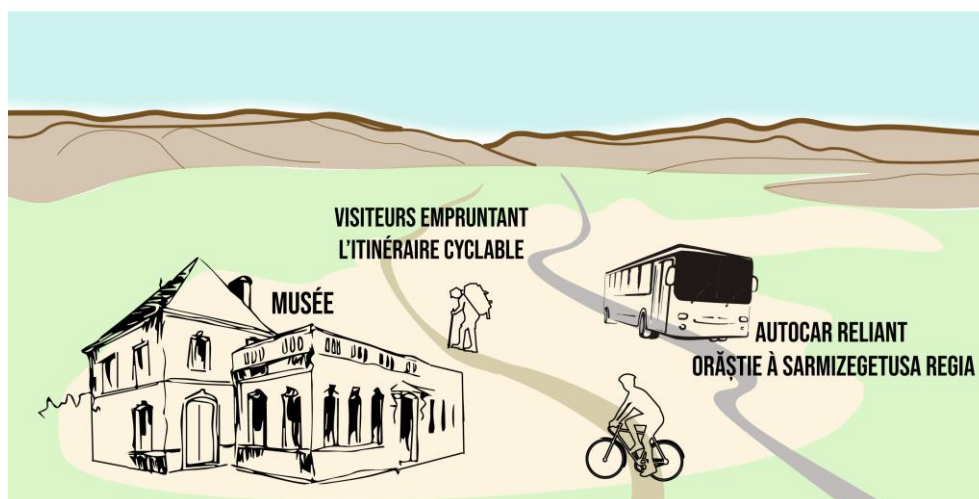 VISITEURS EMPRUNTANT
L'ITINÉRAIRE CYCLABLE
MUSÉE
AUTOCAR RELIANT
ORĂȘTIE À SARMIZEGETUSA REGIA